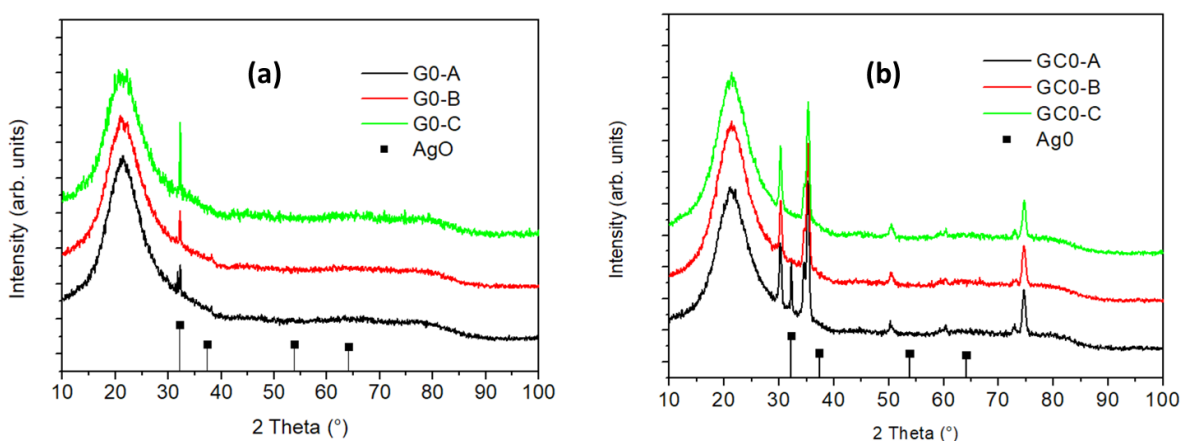 (a)
G0-A
G0-B
G0-C
AgO
Intensity (arb. units)
10 20 30 40 50 60 70 80 90 100
2 Theta (°)
(b)
GC0-A
GC0-B
GC0-C
Ag0
Intensity (arb. units)
10 20 30 40 50 60 70 80 90 100
2 Theta (°)